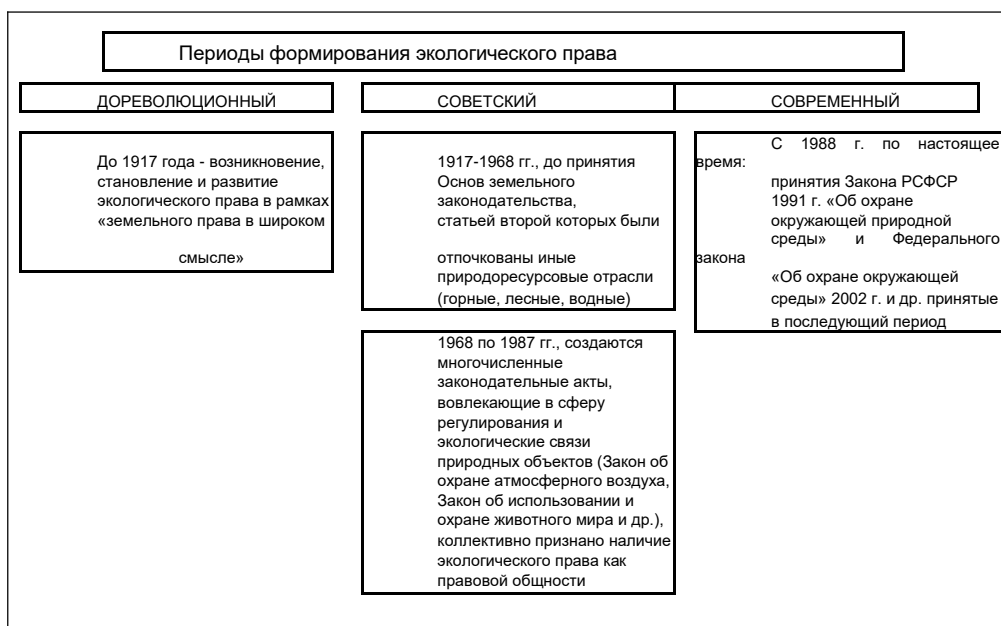 Периоды формирования экологического права
ДОРЕВОЛЮЦИОННЫЙ
СОВЕТСКИЙ
СОВРЕМЕННЫЙ
До 1917 года - возникновение,
становление и развитие
экологического права в рамках
«земельного права в широком
смысле»
1917-1968 гг., до принятия
Основ земельного
законодательства,
статьей второй которых были
отпочкованы иные
природоресурсовые отрасли
(горные, лесные, водные)
1968 по 1987 гг., создаются
многочисленные
законодательные акты,
вовлекающие в сферу
регулирования и
экологические связи
природных объектов (Закон об
охране атмосферного воздуха,
Закон об использовании и
охране животного мира и др.),
коллективно признано наличие
экологического права как
правовой общности
С 1988 г. по настоящее
время:
принятия Закона РСФСР
1991 г. «Об охране
окружающей природной
среды» и Федерального
закона
«Об охране окружающей
среды» 2002 г. и др. принятые
в последующий период